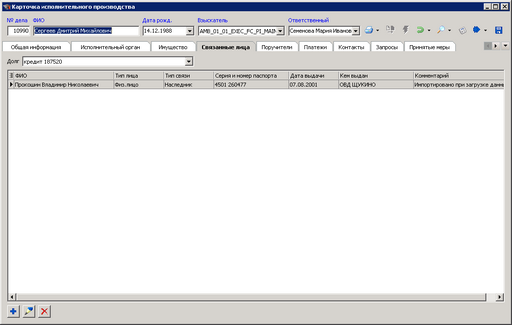 Карточка исполнительного производства
№ дела ФИО Дата рожд. Взыскатель Ответственный
10990 Сергеев Дмитрий Михайлович 14.12.1988 AMB_01_01_EXEC_FC_PI_MAIN Семенова Мария Иванов
Общая информация Исполнительный орган Имущество Связанные лица Поручители Платежи Контакты Запросы Принятые меры
Долг кредит 187520
ФИО Тип лица Тип связи Серия и номер паспорта Дата выдачи Кем выдан Комментарий
Прогошин Владимир Николаевич Физ.лицо Наследник 4501 260477 07.08.2001 ОВД ЩУКИНО Импортировано при загрузке данн